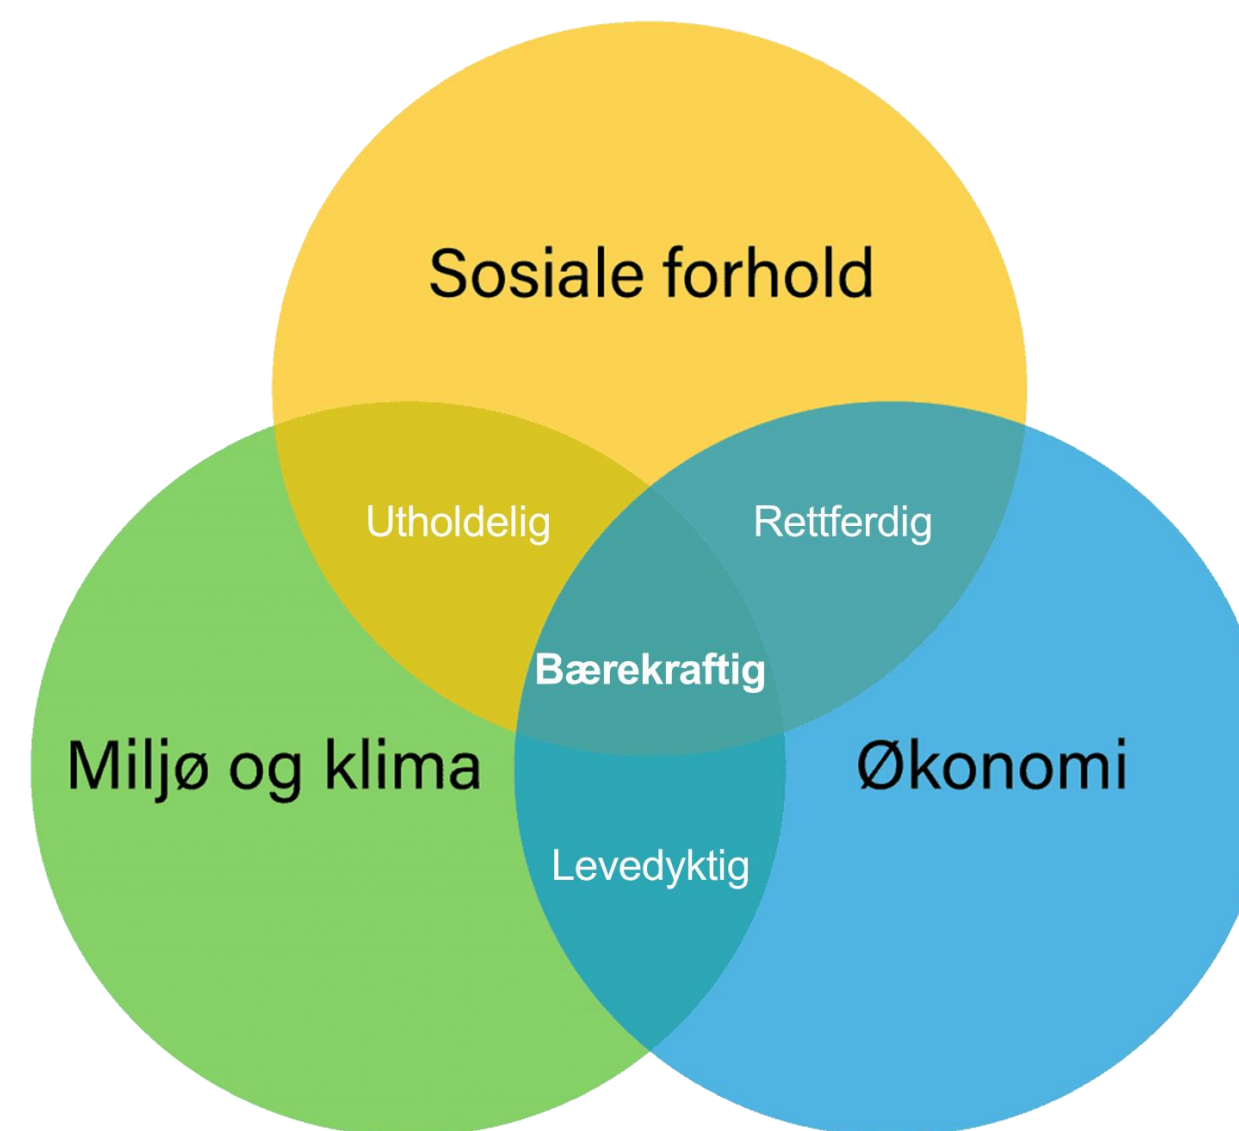 Sosiale forhold
Utholdelig
Rettferdig
Bærekraftig
Miljø og klima
Økonomi
Levedyktig